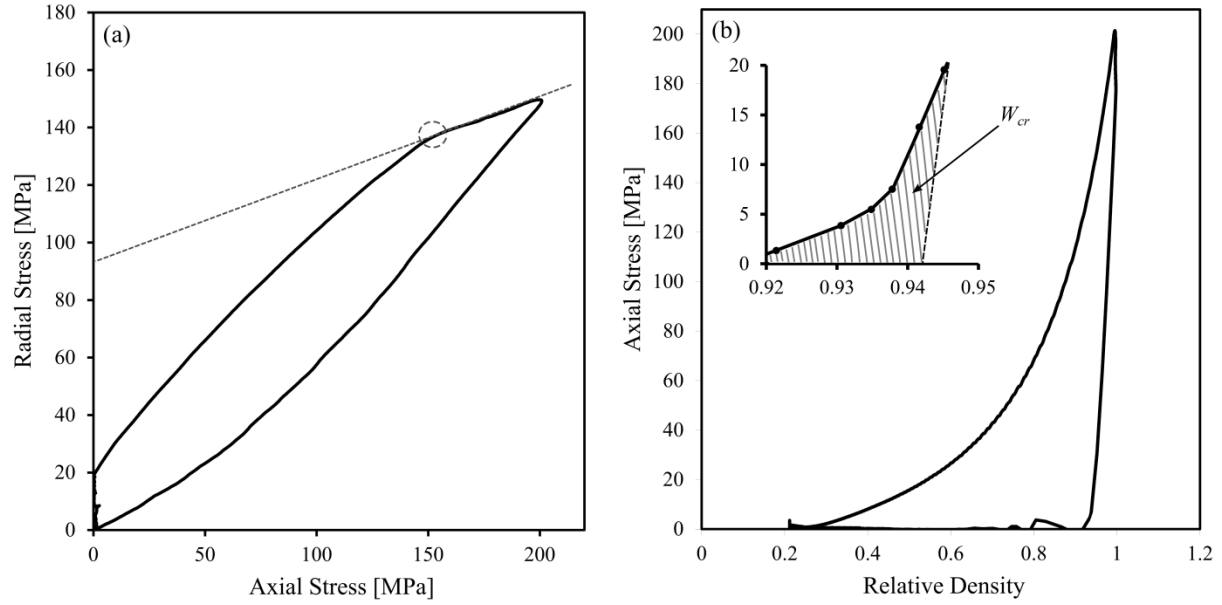 (a)
180
160
140
120
100
80
60
40
20
0
Radial Stress [MPa]
0 50 100 150 200
Axial Stress [MPa]
(b)
200
180
160
140
120
100
80
60
40
20
0
Axial Stress [MPa]
20
15
10
5
0
0.92 0.93 0.94 0.95
W_cr
0 0.2 0.4 0.6 0.8 1 1.2
Relative Density